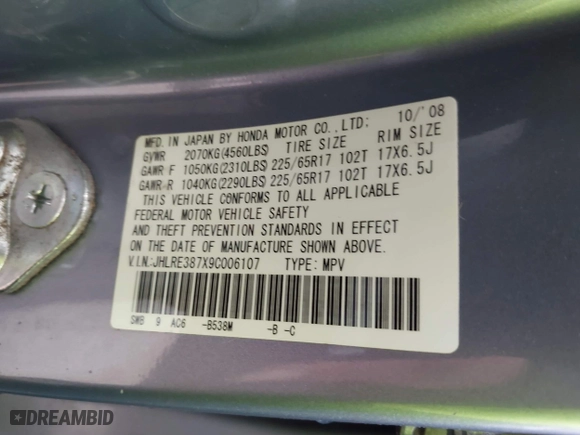 MFD. IN JAPAN BY HONDA MOTOR CO., LTD: 10/'08
GVWR 2070KG(4560LBS) TIRE SIZE RIM SIZE
GAWR F 1050KG(2310LBS) 225/65R17 102T 17X6.5J
GAWR R 1040KG(2290LBS) 225/65R17 102T 17X6.5J
THIS VEHICLE CONFORMS TO ALL APPLICABLE
FEDERAL MOTOR VEHICLE SAFETY
AND THEFT PREVENTION STANDARDS IN EFFECT
ON THE DATE OF MANUFACTURE SHOWN ABOVE.
V.I.N.:JHLRE387X9C006107 TYPE: MPV
SWB 9 AC6 -B538M -B -C
DREAMBID